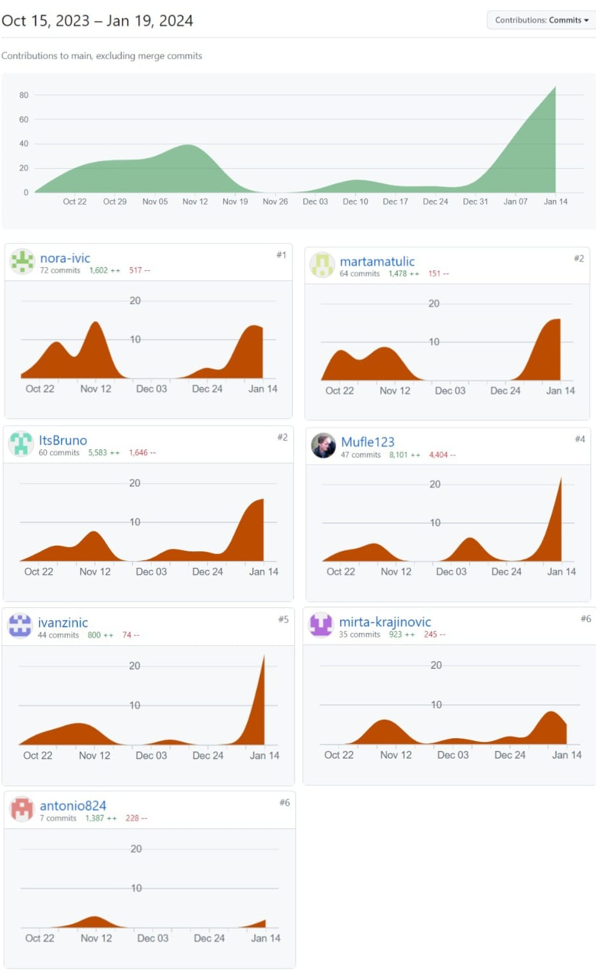 Oct 15, 2023 – Jan 19, 2024
Contributions: Commits
Contributions to main, excluding merge commits
80
60
40
20
0
Oct 22 Oct 29 Nov 05 Nov 12 Nov 19 Nov 26 Dec 03 Dec 10 Dec 17 Dec 24 Dec 31 Jan 07 Jan 14
nora-ivic #1
72 commits 1,602 ++ 517 --
20
10
Oct 22 Nov 12 Dec 03 Dec 24 Jan 14
martamatulic #2
64 commits 1,478 ++ 151 --
20
10
Oct 22 Nov 12 Dec 03 Dec 24 Jan 14
ItsBruno #2
60 commits 5,583 ++ 1,646 --
20
10
Oct 22 Nov 12 Dec 03 Dec 24 Jan 14
Mufle123 #4
47 commits 8,101 ++ 4,404 --
20
10
Oct 22 Nov 12 Dec 03 Dec 24 Jan 14
ivanzinic #5
44 commits 800 ++ 74 --
20
10
Oct 22 Nov 12 Dec 03 Dec 24 Jan 14
mirta-krajinovic #6
35 commits 923 ++ 245 --
20
10
Oct 22 Nov 12 Dec 03 Dec 24 Jan 14
antonio824 #6
7 commits 1,387 ++ 228 --
20
10
Oct 22 Nov 12 Dec 03 Dec 24 Jan 14